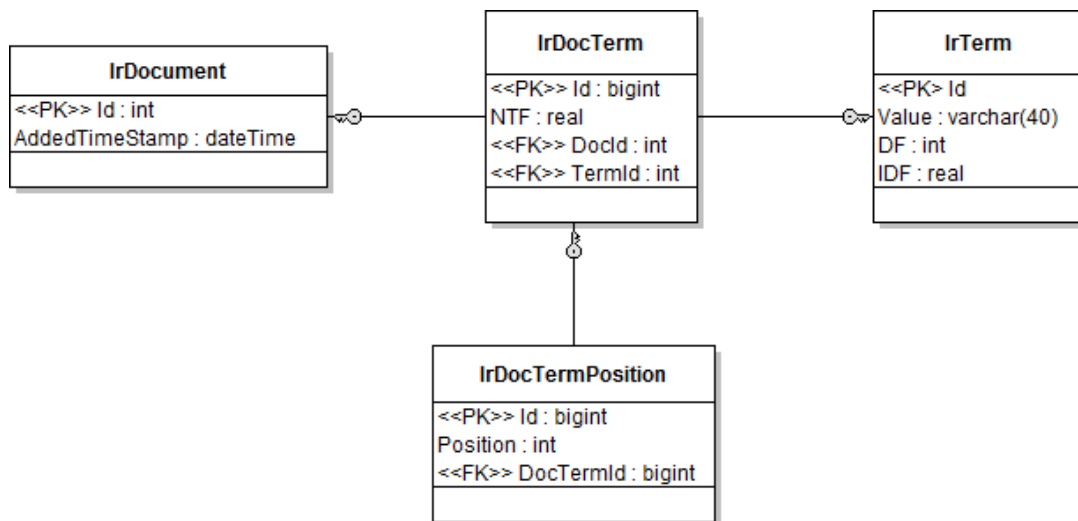 IrDocument
<<PK>> Id : int
AddedTimeStamp : dateTime
IrDocTerm
<<PK>> Id : bigint
NTF : real
<<FK>> DocId : int
<<FK>> TermId : int
IrTerm
<<PK> Id
Value : varchar(40)
DF : int
IDF : real
IrDocTermPosition
<<PK>> Id : bigint
Position : int
<<FK>> DocTermId : bigint